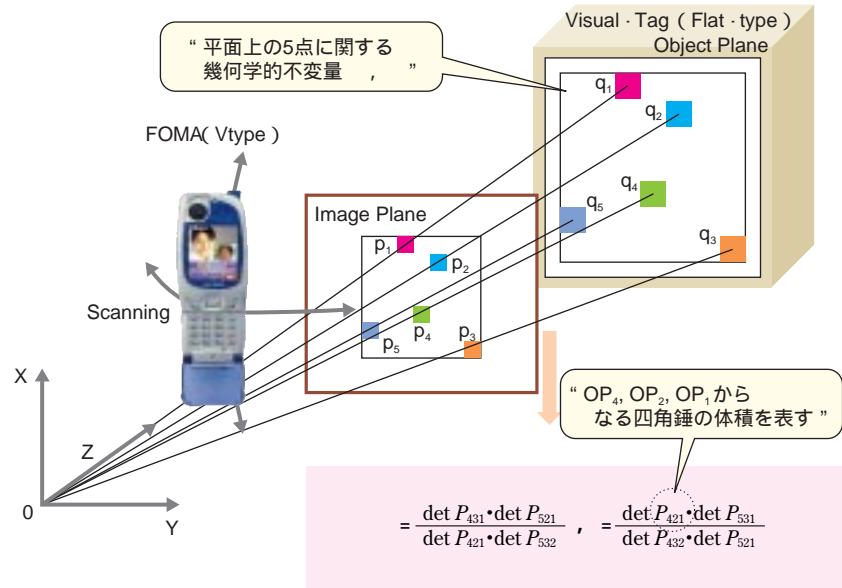 Visual・Tag（Flat・type）
Object Plane
“ 平面上の5点に関する
幾何学的不変量　，　”
q1
q2
q4
q5
q3
FOMA（Vtype）
Image Plane
p1
p2
Scanning
p4
p3
p5
X
Z
0
Y
“ OP4, OP2, OP1から
なる四角錘の体積を表す ”
= det P431•det P521 / det P421•det P532 , = det P421•det P531 / det P432•det P521